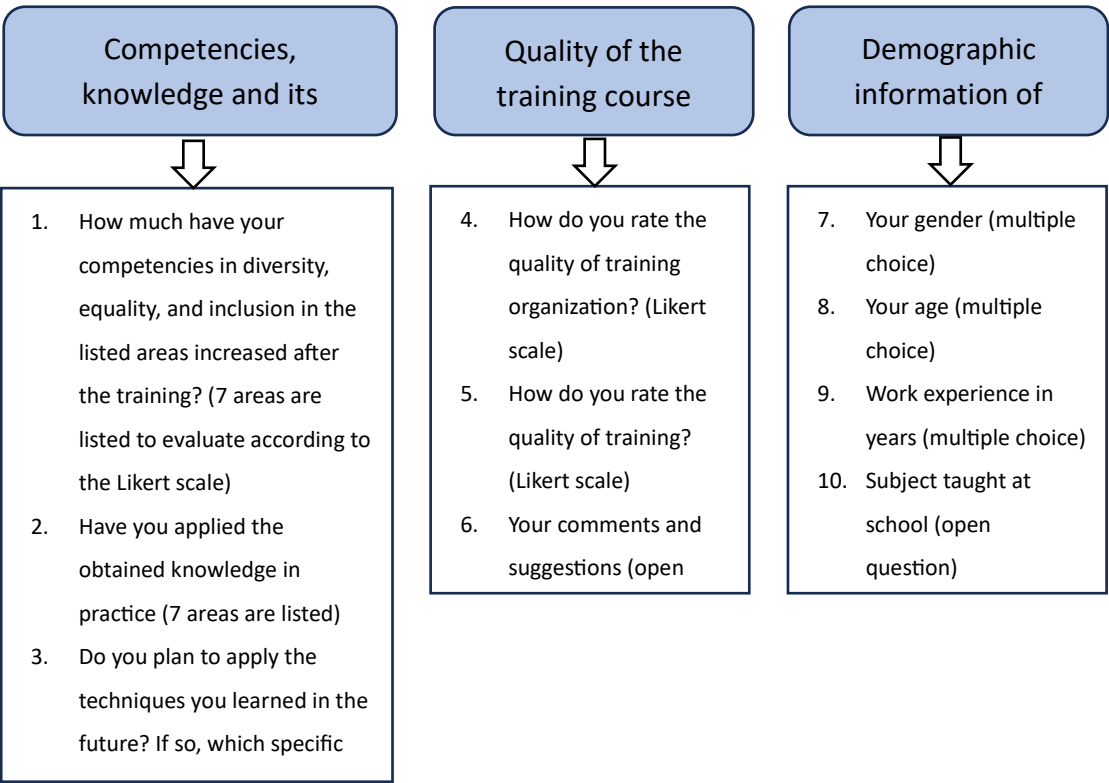 Competencies,
knowledge and its
1. How much have your
competencies in diversity,
equality, and inclusion in the
listed areas increased after
the training? (7 areas are
listed to evaluate according to
the Likert scale)
2. Have you applied the
obtained knowledge in
practice (7 areas are listed)
3. Do you plan to apply the
techniques you learned in the
future? If so, which specific
Quality of the
training course
4. How do you rate the
quality of training
organization? (Likert
scale)
5. How do you rate the
quality of training?
(Likert scale)
6. Your comments and
suggestions (open
Demographic
information of
7. Your gender (multiple
choice)
8. Your age (multiple
choice)
9. Work experience in
years (multiple choice)
10. Subject taught at
school (open
question)